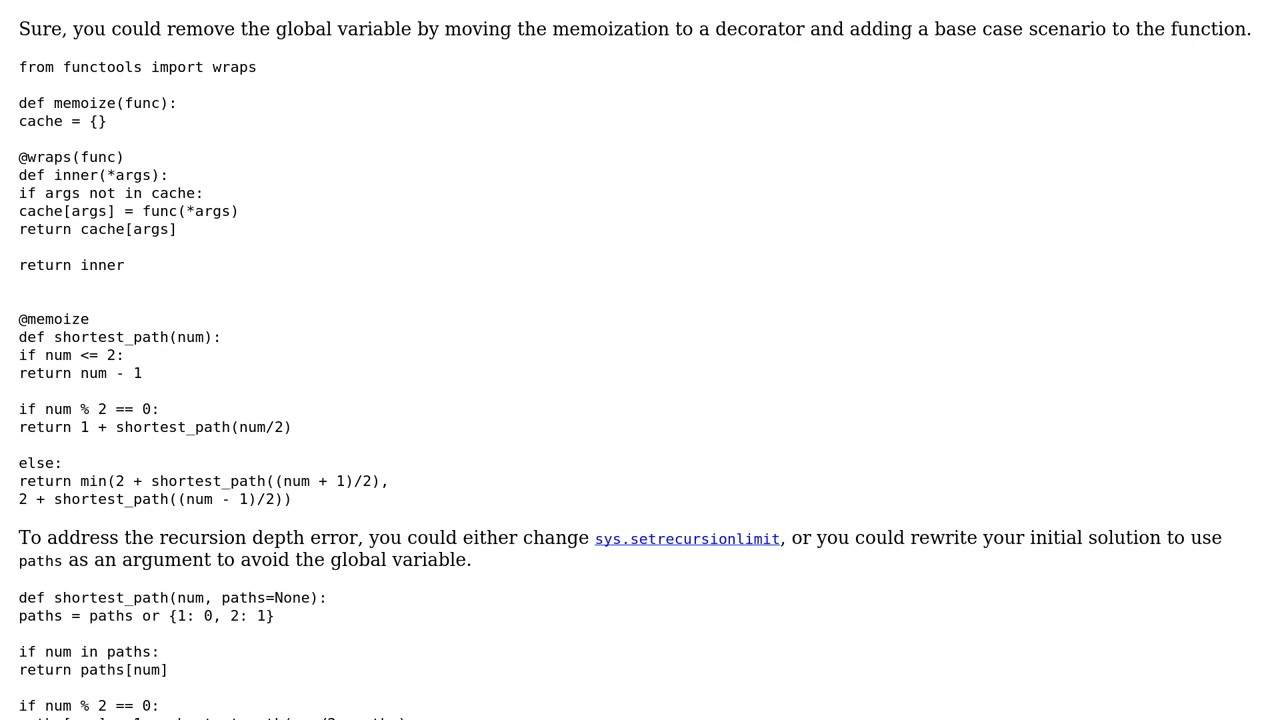 Sure, you could remove the global variable by moving the memoization to a decorator and adding a base case scenario to the function.
from functools import wraps
def memoize(func):
cache = {}
@wraps(func)
def inner(*args):
if args not in cache:
cache[args] = func(*args)
return cache[args]
return inner
@memoize
def shortest_path(num):
if num <= 2:
return num - 1
if num % 2 == 0:
return 1 + shortest_path(num/2)
else:
return min(2 + shortest_path((num + 1)/2),
2 + shortest_path((num - 1)/2))
To address the recursion depth error, you could either change sys.setrecursionlimit, or you could rewrite your initial solution to use
paths as an argument to avoid the global variable.
def shortest_path(num, paths=None):
paths = paths or {1: 0, 2: 1}
if num in paths:
return paths[num]
if num % 2 == 0: